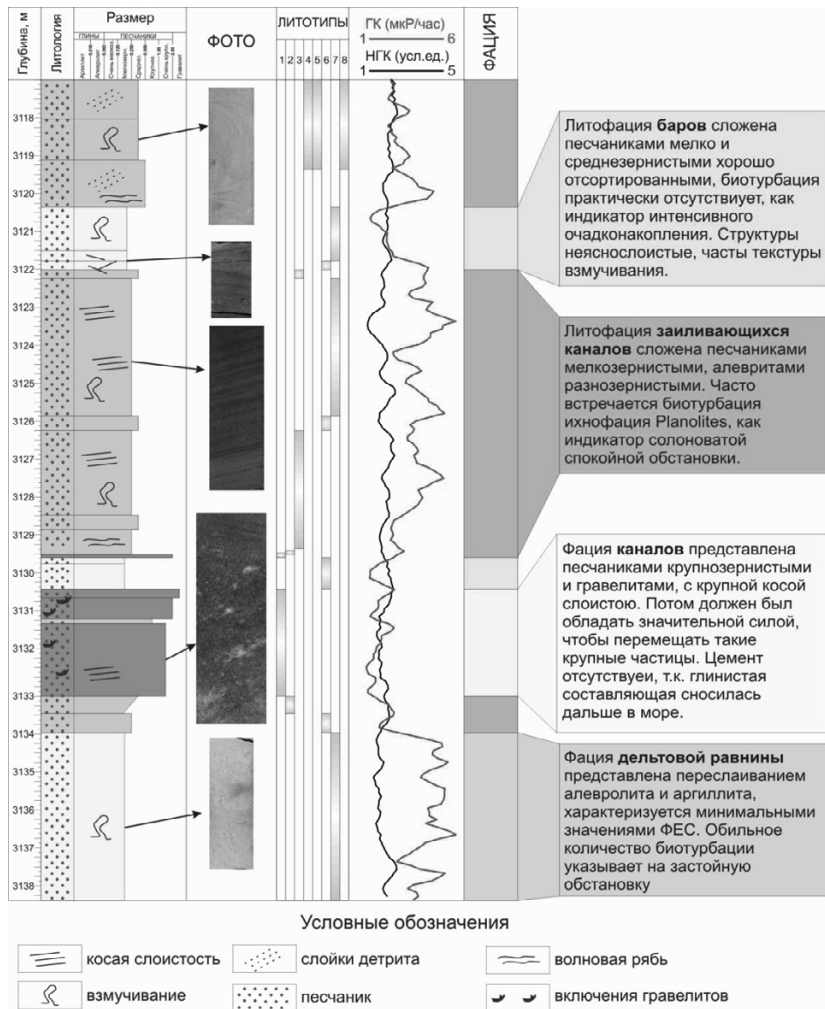 Глубина, м
Литология
Размер
ГЛИНЫ ПЕСЧАНИКИ
Аргиллит
Алевролит
Гравелит
ФОТО
ЛИТОТИПЫ
1 2 3 4 5 6 7 8
ГК (мкР/час)
1 6
НГК (усл.ед.)
1 5
ФАЦИЯ
3118
3119
3120
3121
3122
3123
3124
3125
3126
3127
3128
3129
3130
3131
3132
3133
3134
3135
3136
3137
3138
Литофация баров сложена
песчаниками мелко и
среднезернистыми хорошо
отсортированными, биотурбация
практически отсутствует, как
индикатор интенсивного
очадконакопления. Структуры
неяснослоистые, часты текстуры
взмучивания.
Литофация заиливающихся
каналов сложена песчаниками
мелкозернистыми, алевритами
разнозернистыми. Часто
встречается биотурбация
ихнофация Planolites, как
индикатор солоноватой
спокойной обстановки.
Фация каналов представлена
песчаниками крупнозернистыми
и гравелитами, с крупной косой
слоистою. Потом должен был
обладать значительной силой,
чтобы перемещать такие
крупные частицы. Цемент
отсутствуеи, т.к. глинистая
составляющая сносилась
дальше в море.
Фация дельтовой равнины
представлена переслаиванием
алевролита и аргиллита,
характеризуется минимальными
значениями ФЕС. Обильное
количество биотурбации
указывает на застойную
обстановку
Условные обозначения
косая слоистость
слойки детрита
волновая рябь
взмучивание
песчаник
включения гравелитов